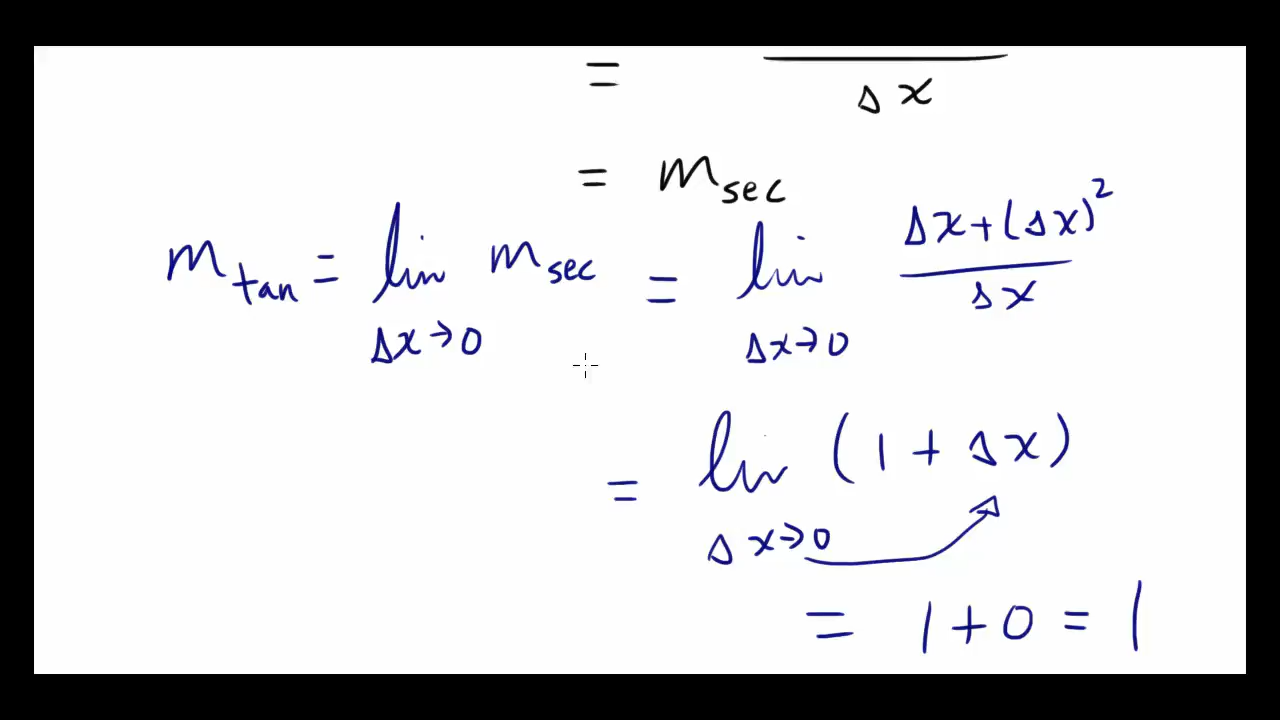 = ─── / Δx
= m_sec
m_tan = lim_{Δx→0} m_sec = lim_{Δx→0} (Δx+(Δx)²)/Δx
= lim_{Δx→0} (1 + Δx)
= 1 + 0 = 1